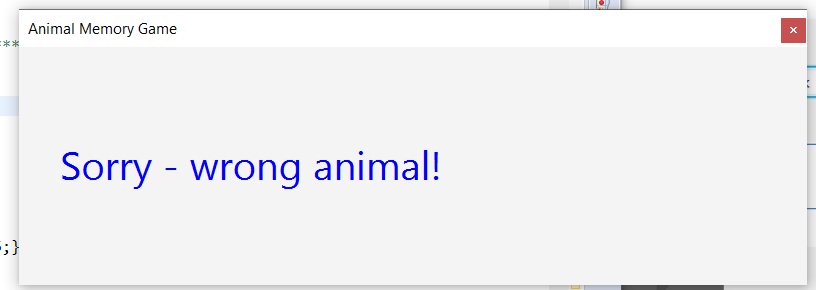 Animal Memory Game
**
Sorry - wrong animal!
;}